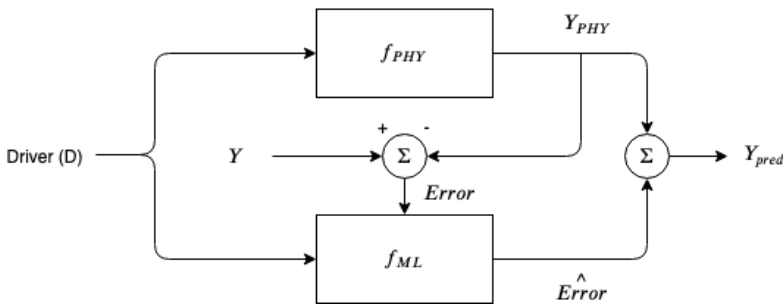 Y_PHY
f_PHY
+ -
Driver (D)
Y
Σ
Σ
Y_pred
Error
f_ML
^
Error